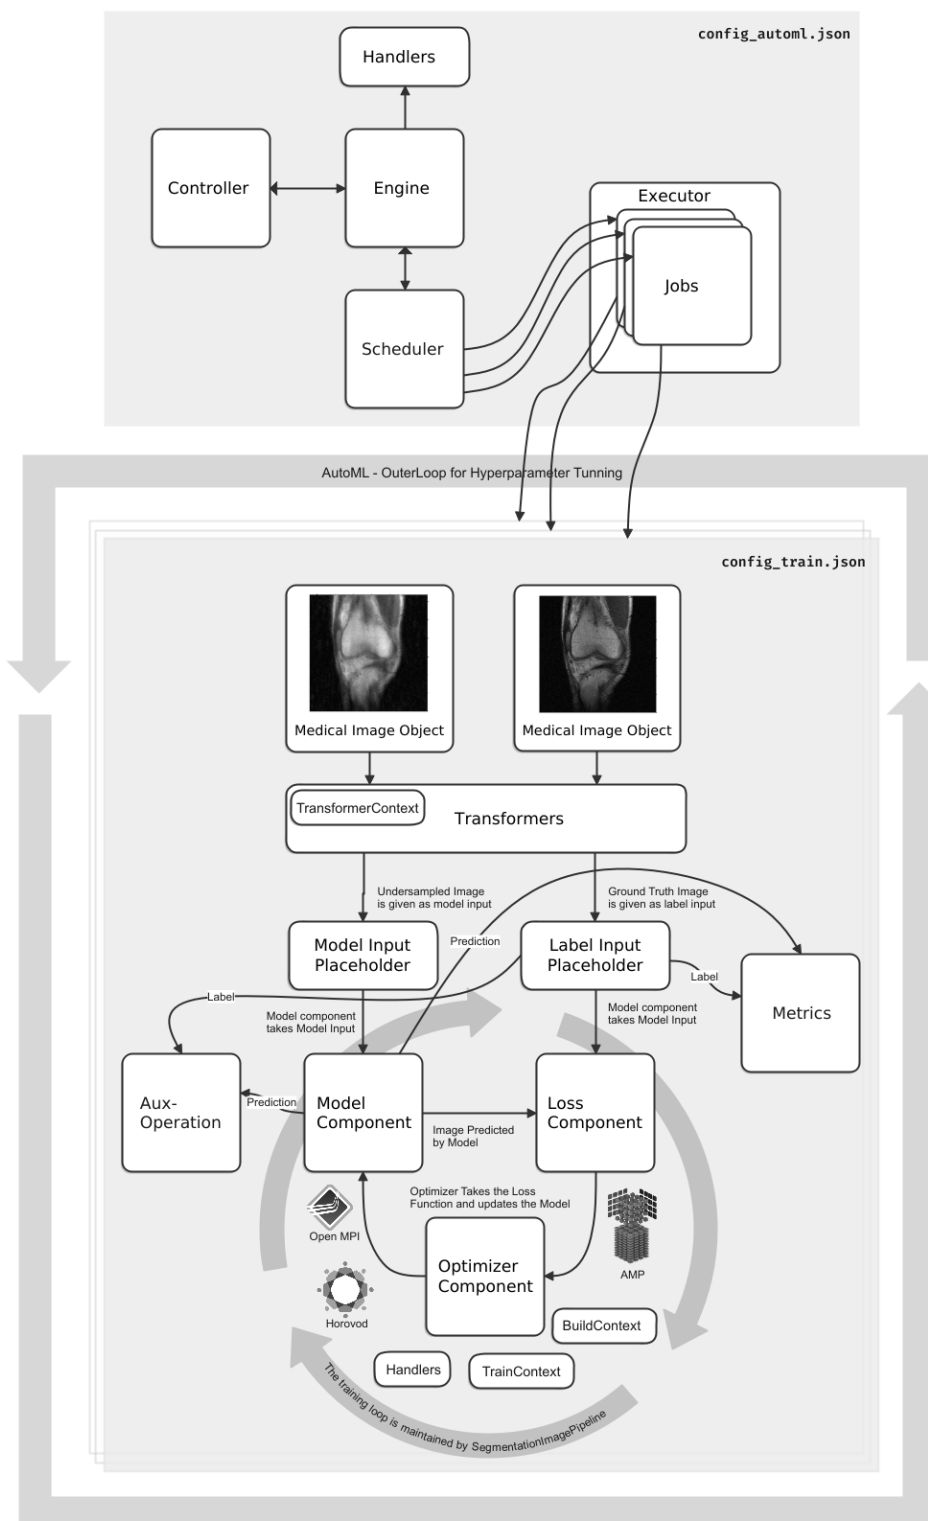 config_automl.json
Handlers
Controller
Engine
Executor
Jobs
Scheduler
AutoML - OuterLoop for Hyperparameter Tunning
config_train.json
Medical Image Object
Medical Image Object
TransformerContext
Transformers
Undersampled Image
is given as model input
Ground Truth Image
is given as label input
Model Input
Placeholder
Prediction
Label Input
Placeholder
Label
Metrics
Label
Model component
takes Model Input
Model component
takes Model Input
Aux-
Operation
Prediction
Model
Component
Image Predicted
by Model
Loss
Component
Optimizer Takes the Loss
Function and updates the Model
Open MPI
Optimizer
Component
AMP
Horovod
BuildContext
Handlers
TrainContext
The training loop is maintained by SegmentationImagePipeline